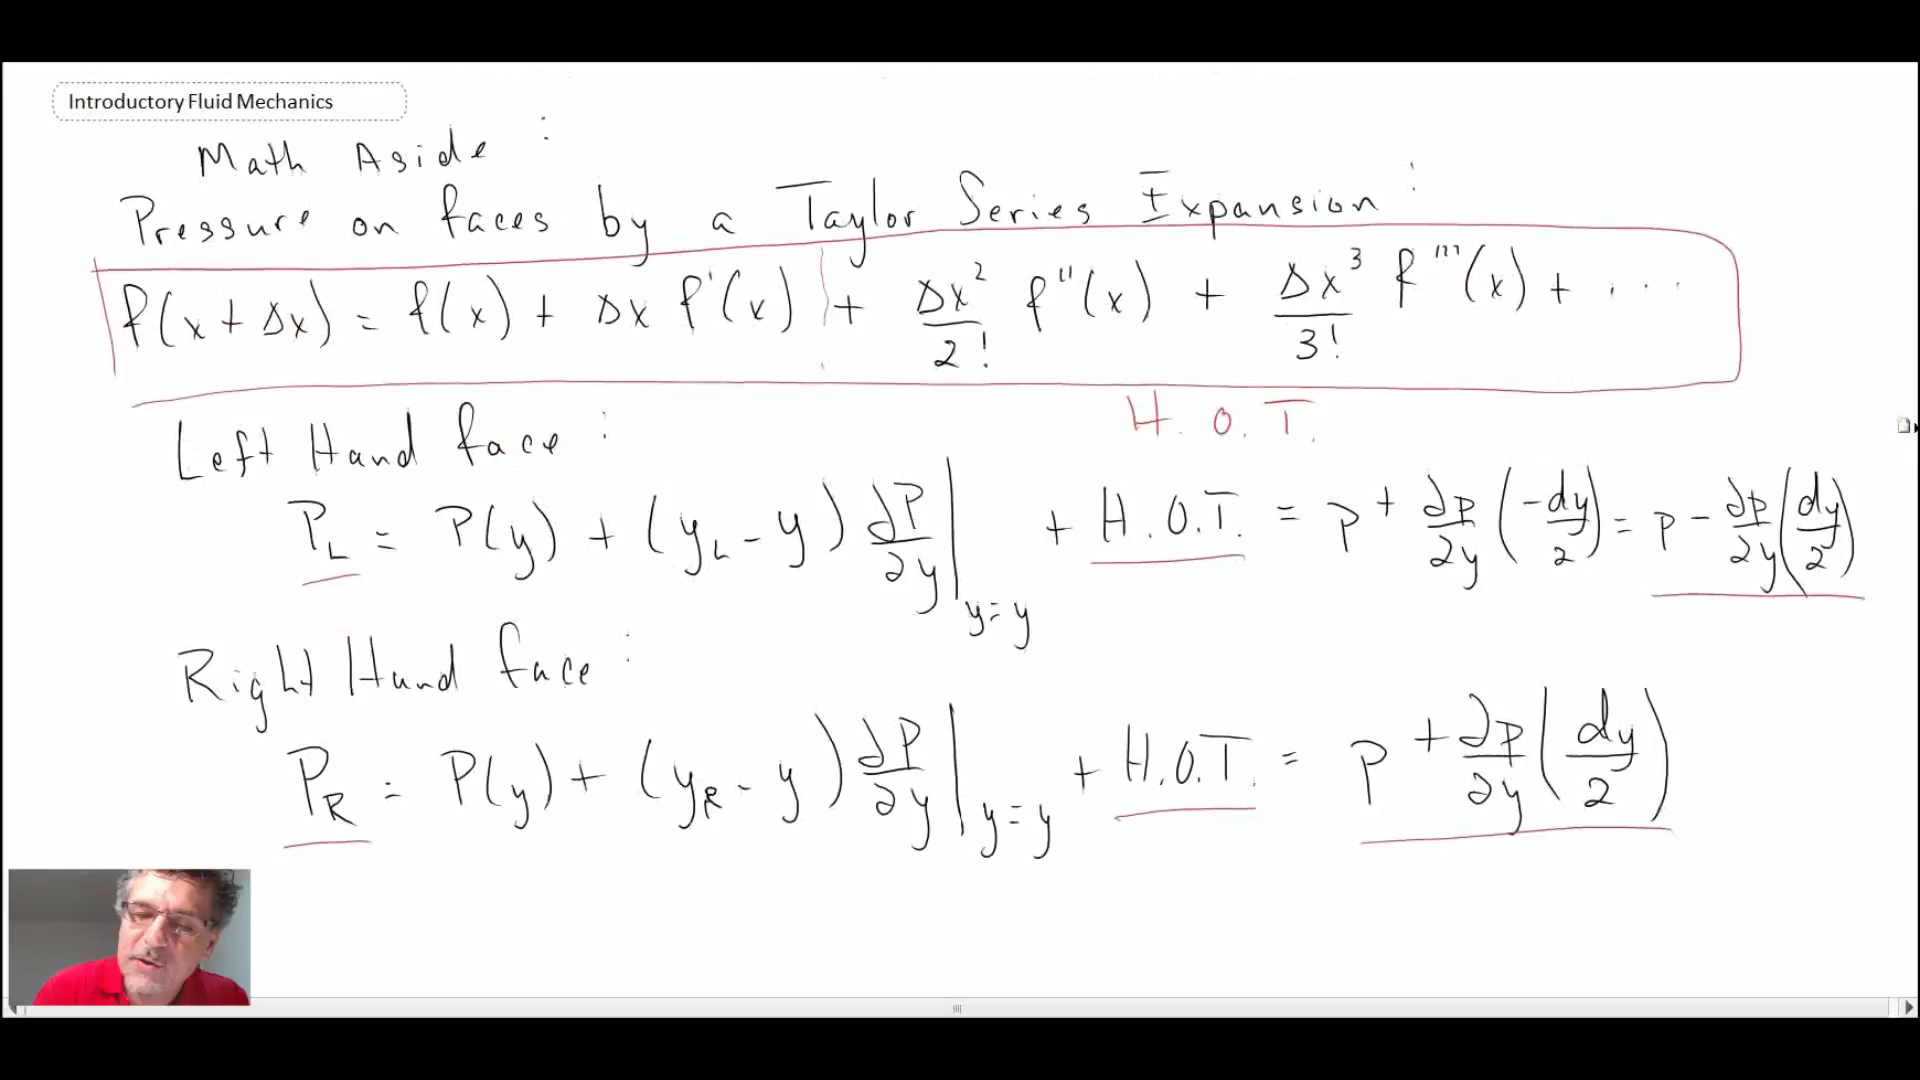 Introductory Fluid Mechanics
Math Aside :
Pressure on faces by a Taylor Series Expansion :
f(x + Δx) = f(x) + Δx f'(x) + Δx²/2! f''(x) + Δx³/3! f'''(x) + ...
H. O. T.
Left Hand face :
P_L = P(y) + (y_L - y) ∂P/∂y |_{y=y} + H.O.T. = p + ∂p/∂y (-dy/2) = p - ∂p/∂y (dy/2)
Right Hand face :
P_R = P(y) + (y_R - y) ∂P/∂y |_{y=y} + H.O.T. = p + ∂p/∂y (dy/2)